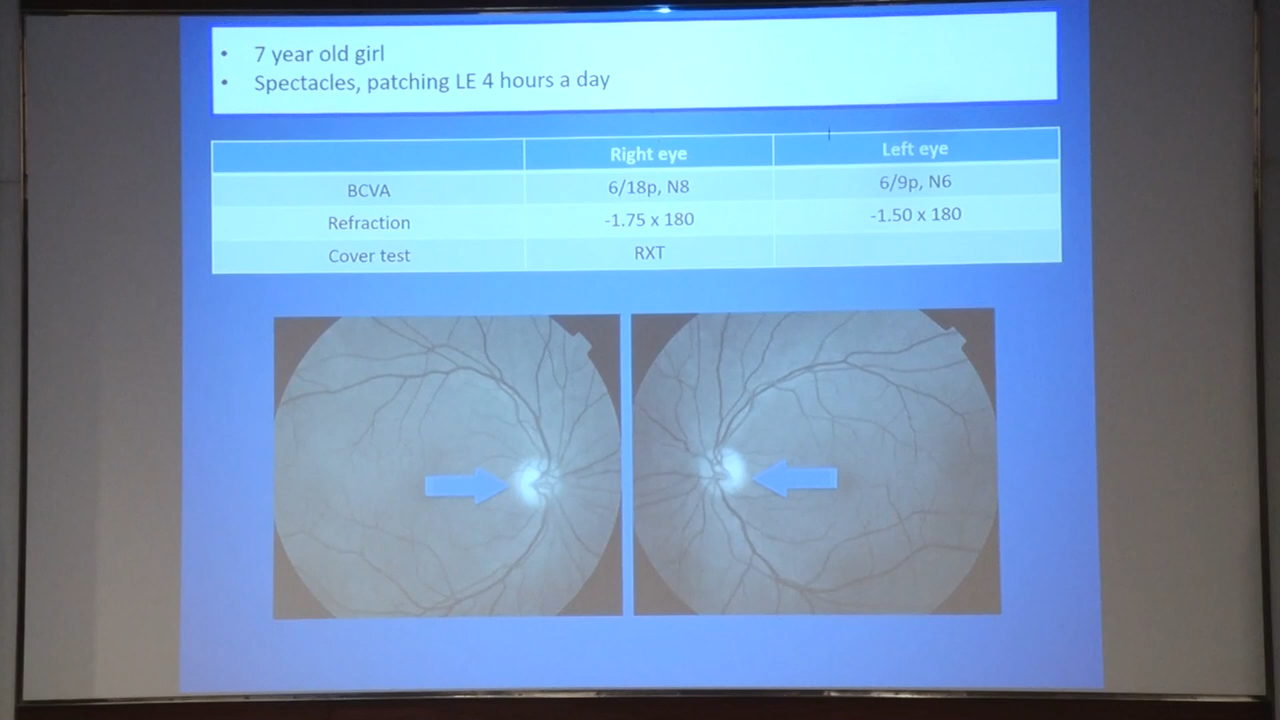 • 7 year old girl
• Spectacles, patching LE 4 hours a day
Right eye Left eye
BCVA 6/18p, N8 6/9p, N6
Refraction -1.75 x 180 -1.50 x 180
Cover test RXT